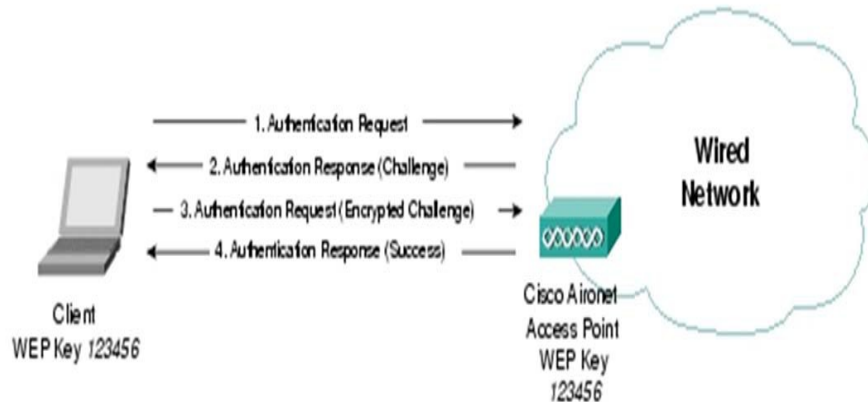 1. Authentication Request
2. Authentication Response (Challenge)
3. Authentication Request (Encrypted Challenge)
4. Authentication Response (Success)
Wired
Network
Client
WEP Key 123456
Cisco Aironet
Access Point
WEP Key
123456